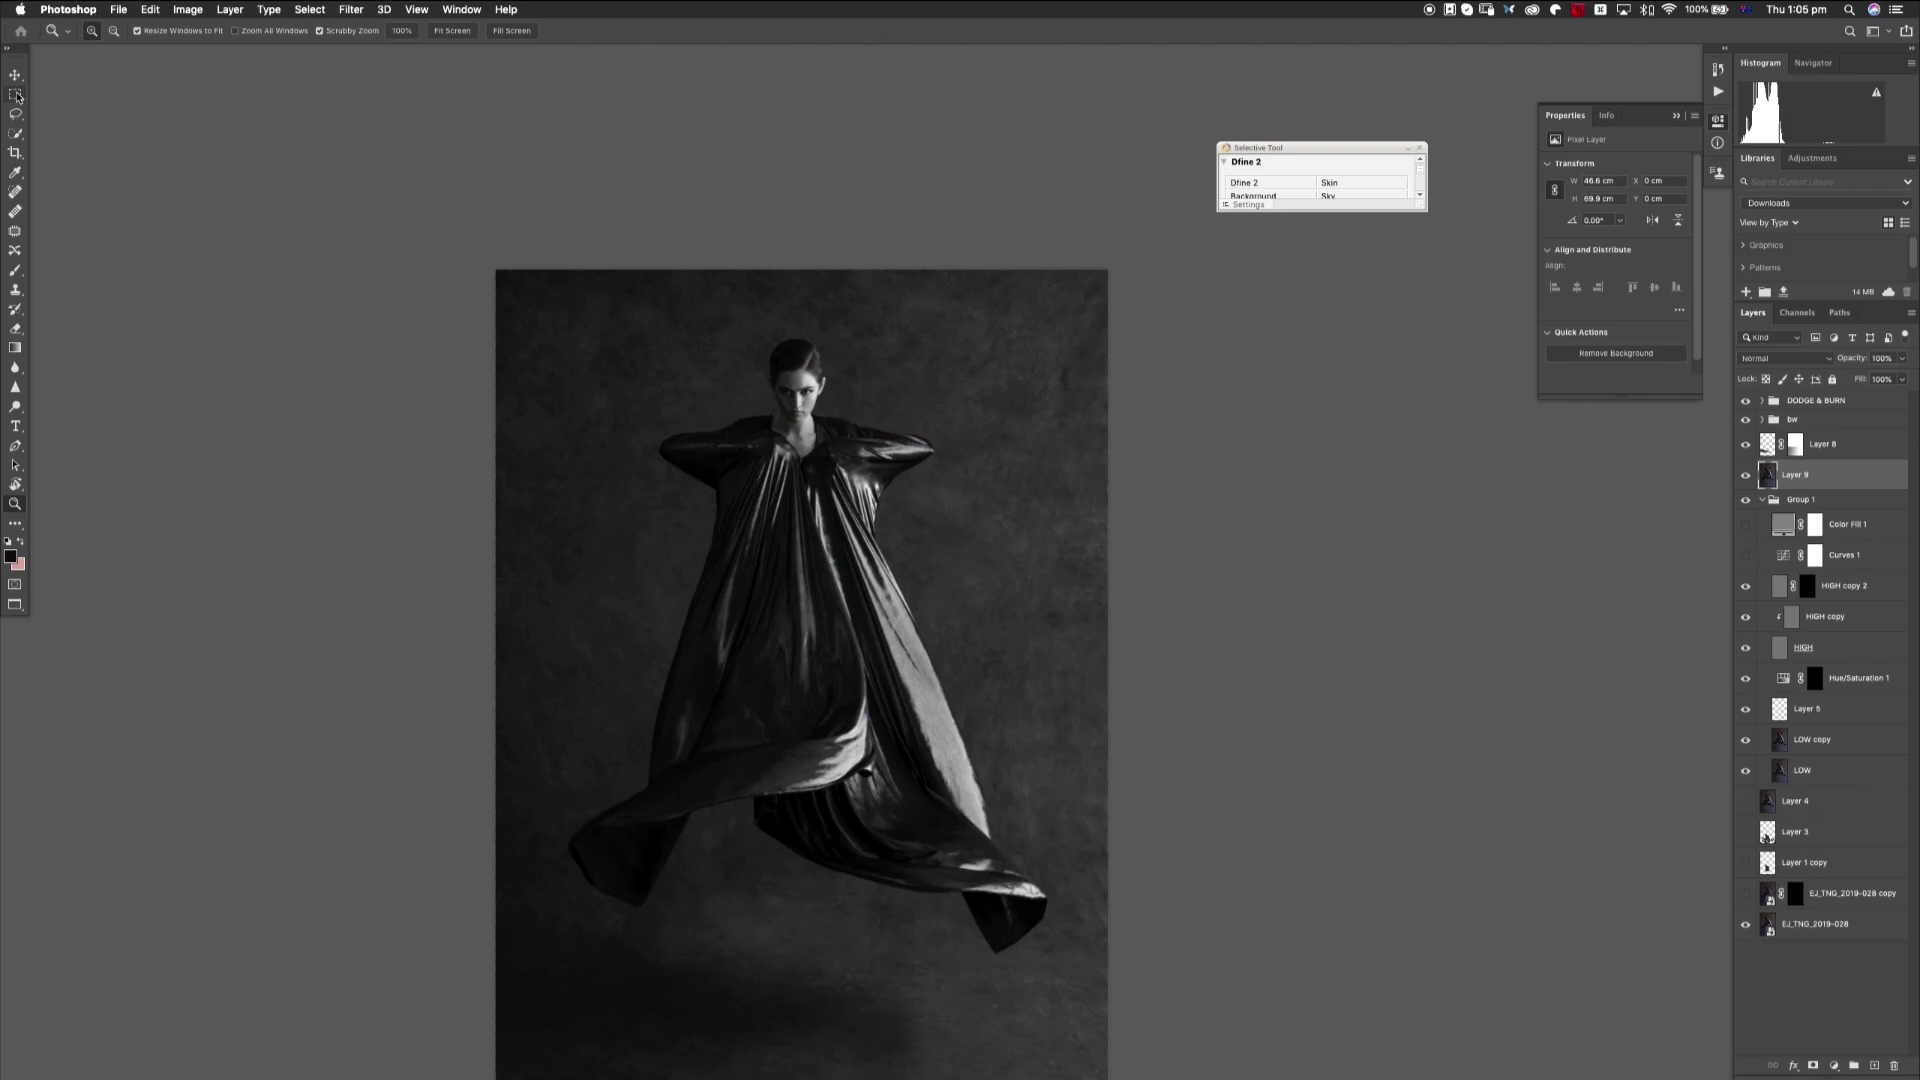 Photoshop File Edit Image Layer Type Select Filter 3D View Window Help
100% Thu 1:05 pm
Resize Windows to Fit Zoom All Windows Scrubby Zoom 100% Fit Screen Fill Screen
Histogram Navigator
Selective Tool
Dfine 2
Dfine 2 Skin
Background Sky
Settings
Properties Info
Pixel Layer
Transform
W 46.6 cm X 0 cm
H 69.9 cm Y 0 cm
0.00°
Align and Distribute
Align:
Quick Actions
Remove Background
Libraries Adjustments
Search Current Library
Downloads
View by Type
Graphics
Patterns
14 MB
Layers Channels Paths
Kind
Normal Opacity: 100%
Lock: Fill: 100%
DODGE & BURN
bw
Layer 8
Layer 9
Group 1
Color Fill 1
Curves 1
HIGH copy 2
HIGH copy
HIGH
Hue/Saturation 1
Layer 5
LOW copy
LOW
Layer 4
Layer 3
Layer 1 copy
EJ_TNG_2019-028 copy
EJ_TNG_2019-028